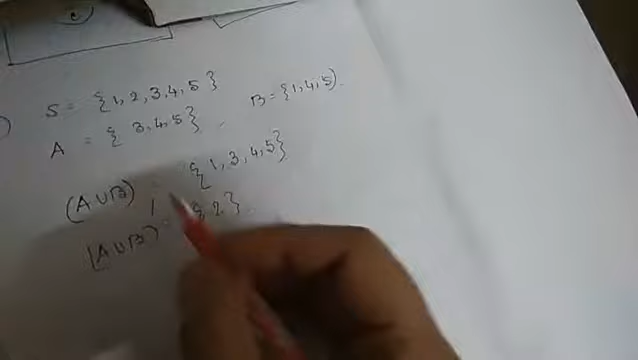 S = {1, 2, 3, 4, 5}
A = {3, 4, 5}, B = {1, 4, 5}.
(A ∪ B) = {1, 3, 4, 5}
(A ∪ B)' = {2}.